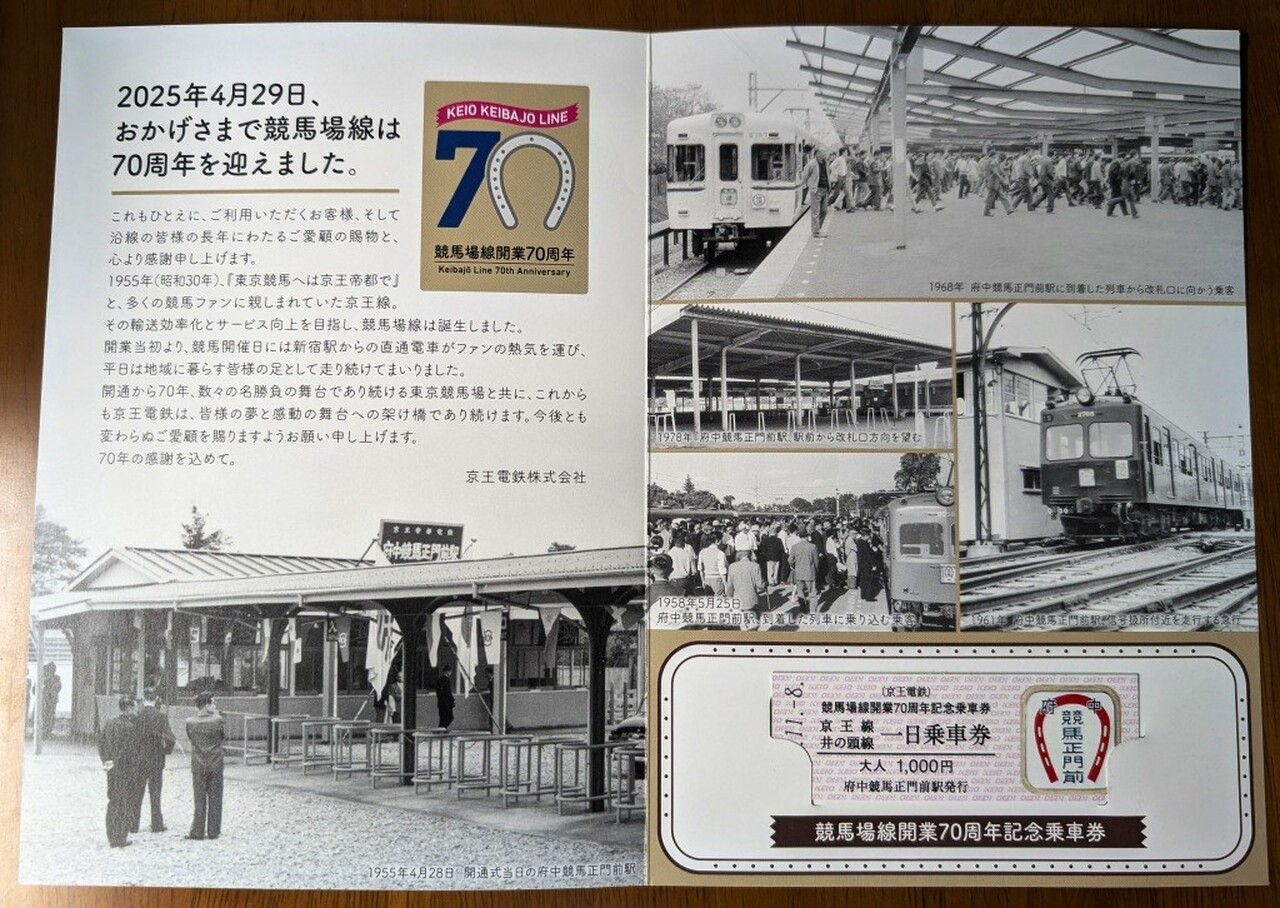 2025年4月29日、
おかげさまで競馬場線は
70周年を迎えました。
KEIO KEIBAJO LINE
70
競馬場線開業70周年
Keibajō Line 70th Anniversary
これもひとえに、ご利用いただくお客様、そして
沿線の皆様の長年にわたるご愛顧の賜物と、
心より感謝申し上げます。
1955年(昭和30年)、『東京競馬へは京王帝都で』
と、多くの競馬ファンに親しまれていた京王線。
その輸送効率化とサービス向上を目指し、競馬場線は誕生しました。
開業当初より、競馬開催日には新宿駅からの直通電車がファンの熱気を運び、
平日は地域に暮らす皆様の足として走り続けてまいりました。
開通から70年、数々の名勝負の舞台であり続ける東京競馬場と共に、これから
も京王電鉄は、皆様の夢と感動の舞台への架け橋であり続けます。今後とも
変わらぬご愛顧を賜りますようお願い申し上げます。
70年の感謝を込めて。
京王電鉄株式会社
京王帝都電鉄
府中競馬正門前駅
1955年4月28日 開通式当日の府中競馬正門前駅
1968年 府中競馬正門前駅に到着した列車から改札口に向かう乗客
1978年 府中競馬正門前駅、駅前から改札口方向を望む
1958年5月25日
府中競馬正門前駅、到着した列車に乗り込む乗客
2705
1961年 府中競馬正門前駅、信号扱所付近を走行する急行
11.-8.
(京王電鉄)
競馬場線開業70周年記念乗車券
京王線
井の頭線
一日乗車券
大人 1,000円
府中競馬正門前駅発行
府中
競馬正門前
競馬場線開業70周年記念乗車券